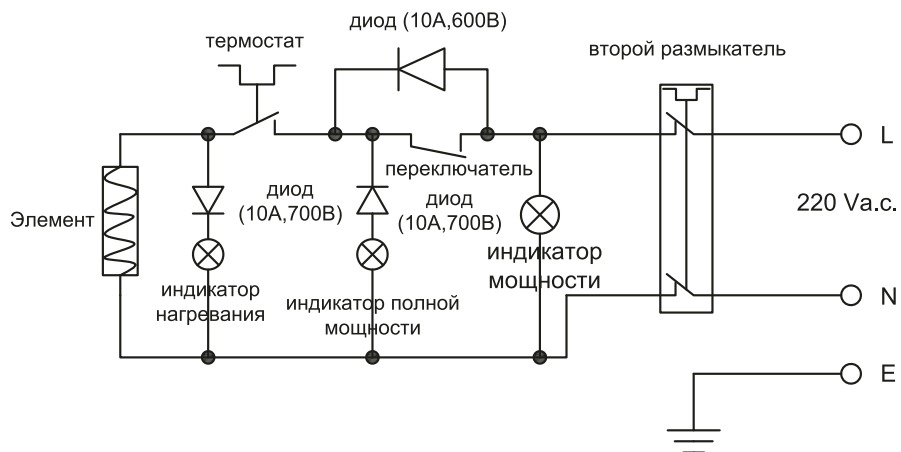 диод (10А,600В)
термостат
второй размыкатель
L
переключатель
диод
(10А,700В)
диод
(10А,700В)
Элемент
220 Va.c.
индикатор
мощности
индикатор
нагревания
индикатор полной
мощности
N
E